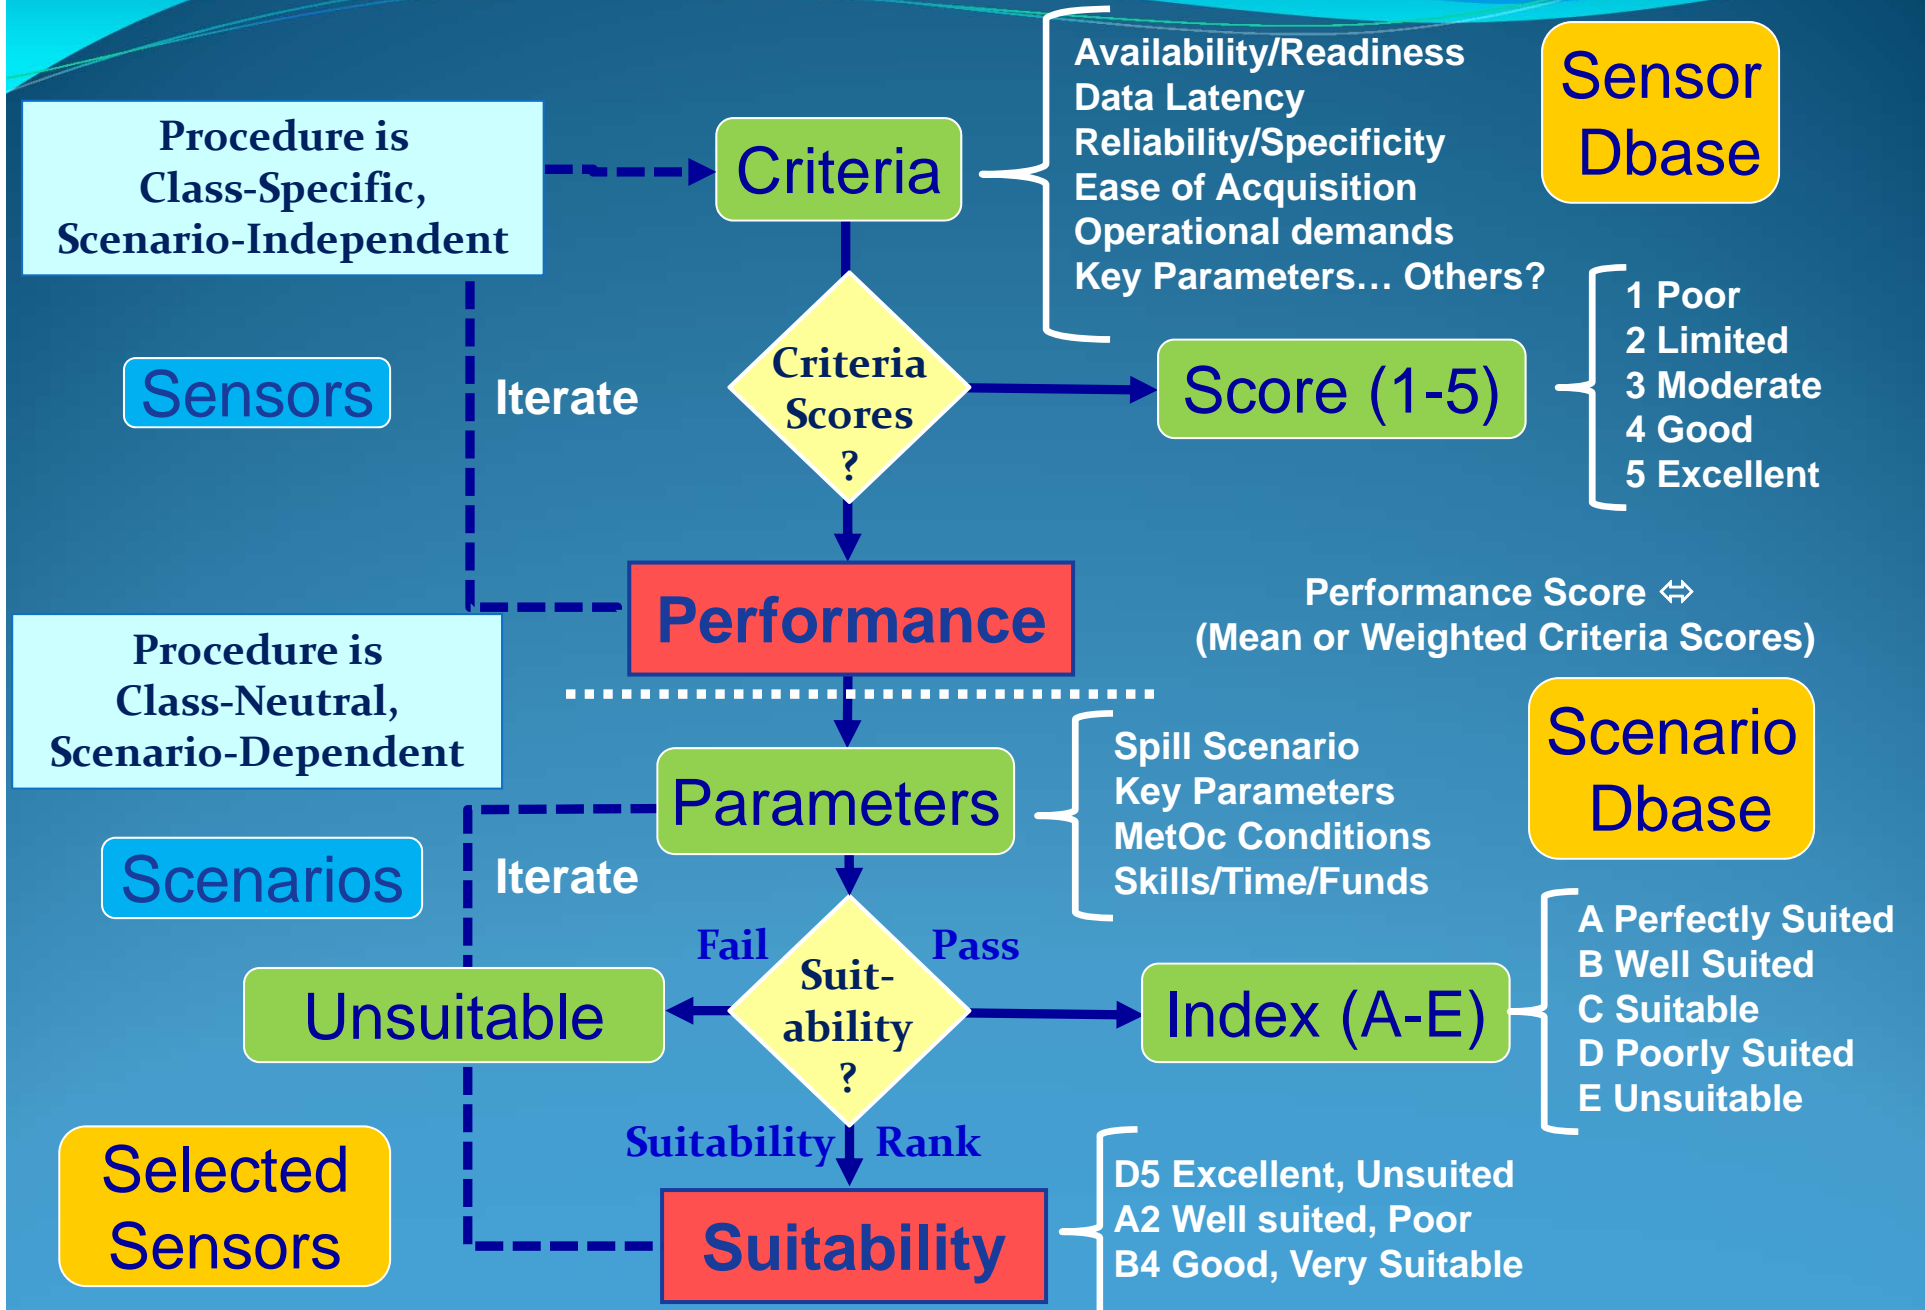 Procedure is
Class-Specific,
Scenario-Independent
Criteria
Availability/Readiness
Data Latency
Reliability/Specificity
Ease of Acquisition
Operational demands
Key Parameters… Others?
Sensor
Dbase
Sensors
Iterate
Criteria
Scores
?
Score (1-5)
1 Poor
2 Limited
3 Moderate
4 Good
5 Excellent
Performance
Performance Score ⇔
(Mean or Weighted Criteria Scores)
Procedure is
Class-Neutral,
Scenario-Dependent
Parameters
Spill Scenario
Key Parameters
MetOc Conditions
Skills/Time/Funds
Scenario
Dbase
Scenarios
Iterate
Fail
Pass
Suit-
ability
?
Unsuitable
Index (A-E)
A Perfectly Suited
B Well Suited
C Suitable
D Poorly Suited
E Unsuitable
Suitability Rank
Selected
Sensors
Suitability
D5 Excellent, Unsuited
A2 Well suited, Poor
B4 Good, Very Suitable